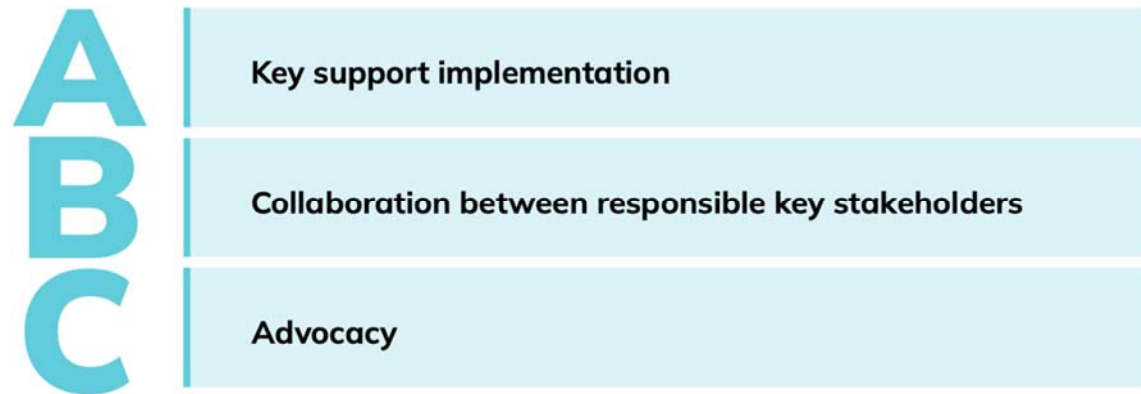 A Key support implementation
B Collaboration between responsible key stakeholders
C Advocacy